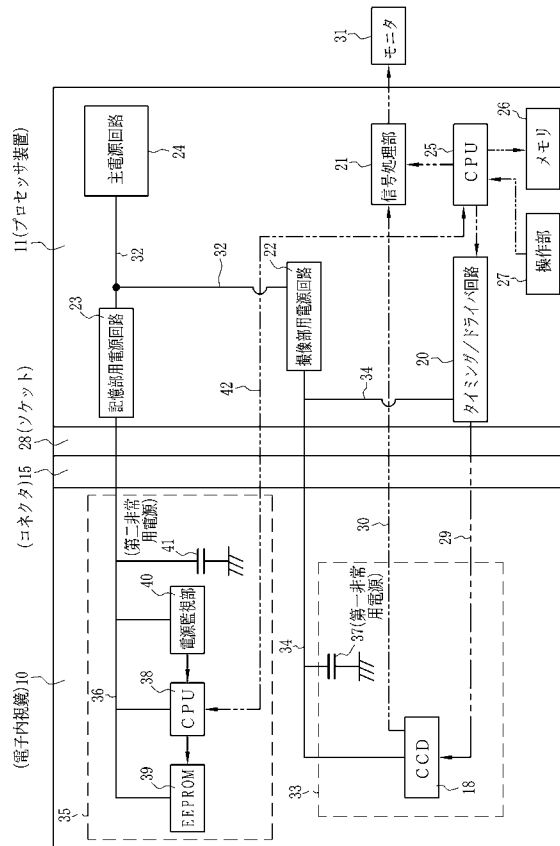 (電子内視鏡)10
(コネクタ)15
28(ソケット)
11(プロセッサ装置)
35
36
39
EEPROM
38
CPU
40
電源監視部
(第二非常用電源)
41
23
記憶部用電源回路
32
主電源回路
24
32
22
撮像部用電源回路
42
34
34
33
37(第一非常用電源)
CCD
18
30
29
20
タイミング/ドライバ回路
21
信号処理部
25
CPU
27
操作部
26
メモリ
31
モニタ